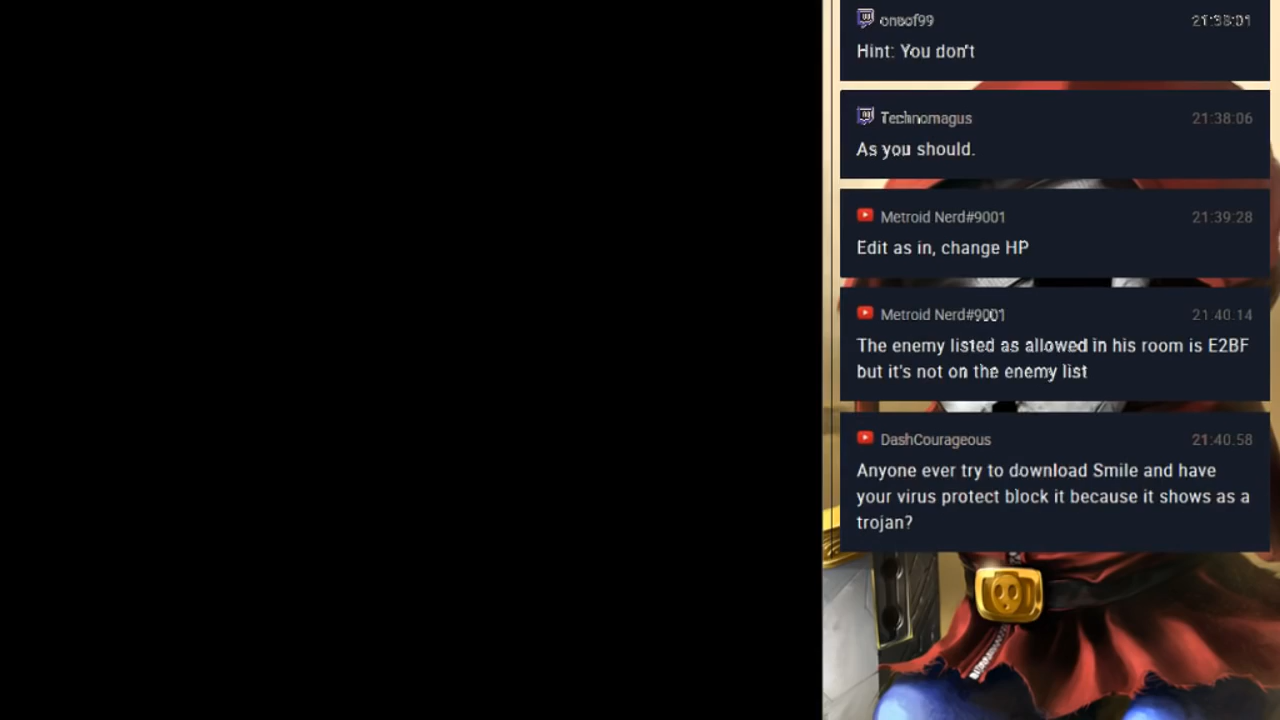 oneof99 21:38:01
Hint: You don't
Technomagus 21:38:06
As you should.
Metroid Nerd#9001 21:39:28
Edit as in, change HP
Metroid Nerd#9001 21:40:14
The enemy listed as allowed in his room is E2BF
but it's not on the enemy list
DashCourageous 21:40:58
Anyone ever try to download Smile and have
your virus protect block it because it shows as a
trojan?